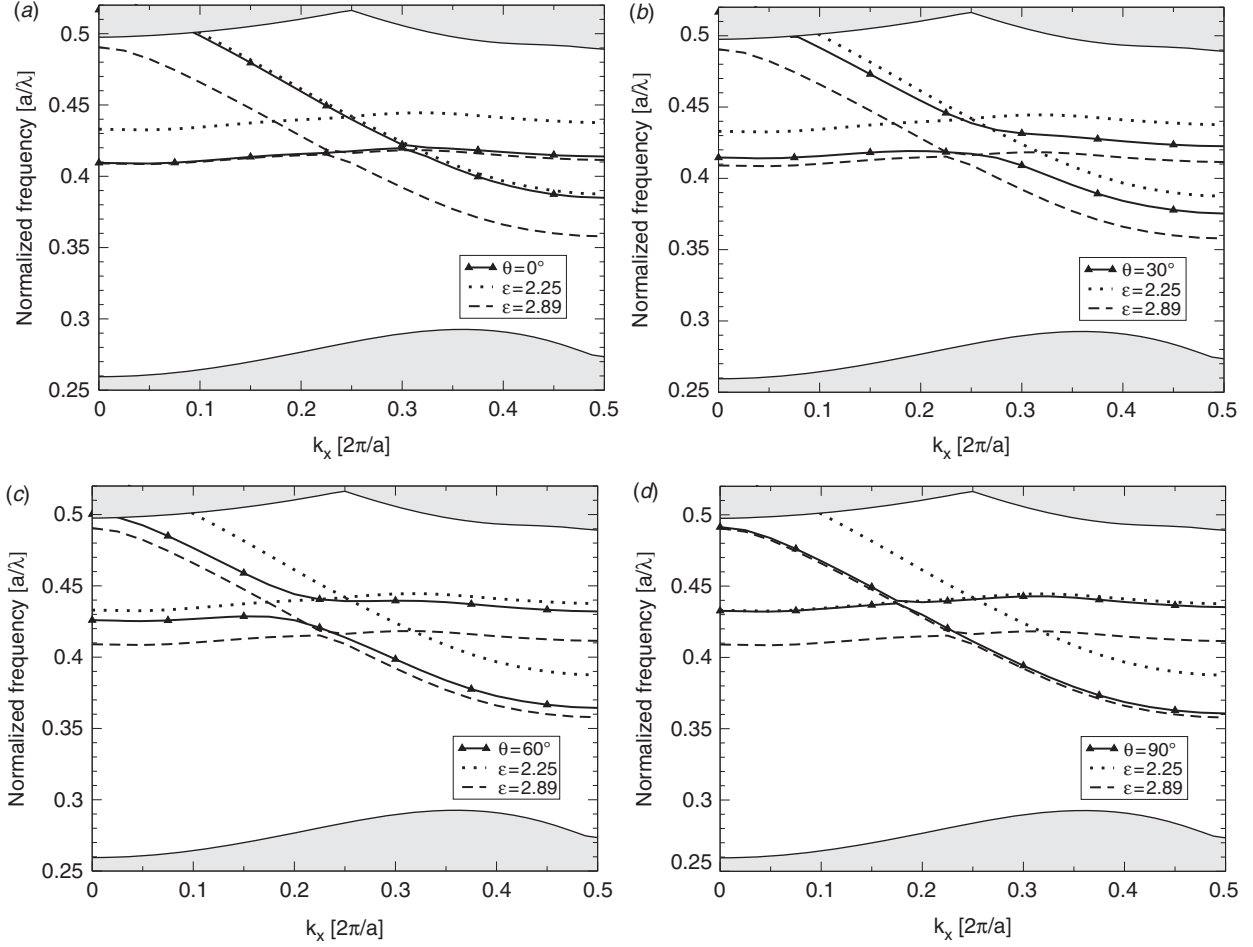 (a)
Normalized frequency [a/λ]
0.5
0.45
0.4
0.35
0.3
0.25
θ=0°
ε=2.25
ε=2.89
0 0.1 0.2 0.3 0.4 0.5
kx [2π/a]
(b)
Normalized frequency [a/λ]
0.5
0.45
0.4
0.35
0.3
0.25
θ=30°
ε=2.25
ε=2.89
0 0.1 0.2 0.3 0.4 0.5
kx [2π/a]
(c)
Normalized frequency [a/λ]
0.5
0.45
0.4
0.35
0.3
0.25
θ=60°
ε=2.25
ε=2.89
0 0.1 0.2 0.3 0.4 0.5
kx [2π/a]
(d)
Normalized frequency [a/λ]
0.5
0.45
0.4
0.35
0.3
0.25
θ=90°
ε=2.25
ε=2.89
0 0.1 0.2 0.3 0.4 0.5
kx [2π/a]